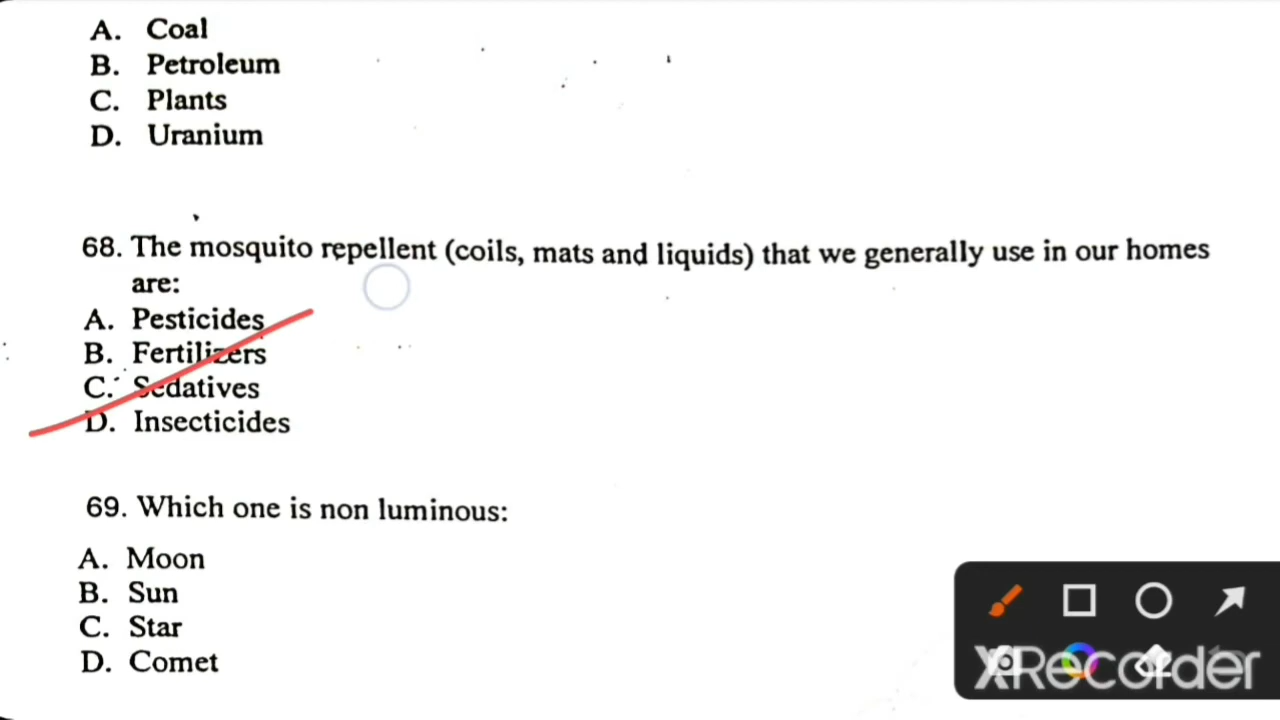 A. Coal
B. Petroleum
C. Plants
D. Uranium
68. The mosquito repellent (coils, mats and liquids) that we generally use in our homes
are:
A. Pesticides
B. Fertilizers
C. Sedatives
D. Insecticides
69. Which one is non luminous:
A. Moon
B. Sun
C. Star
D. Comet
XRecorder